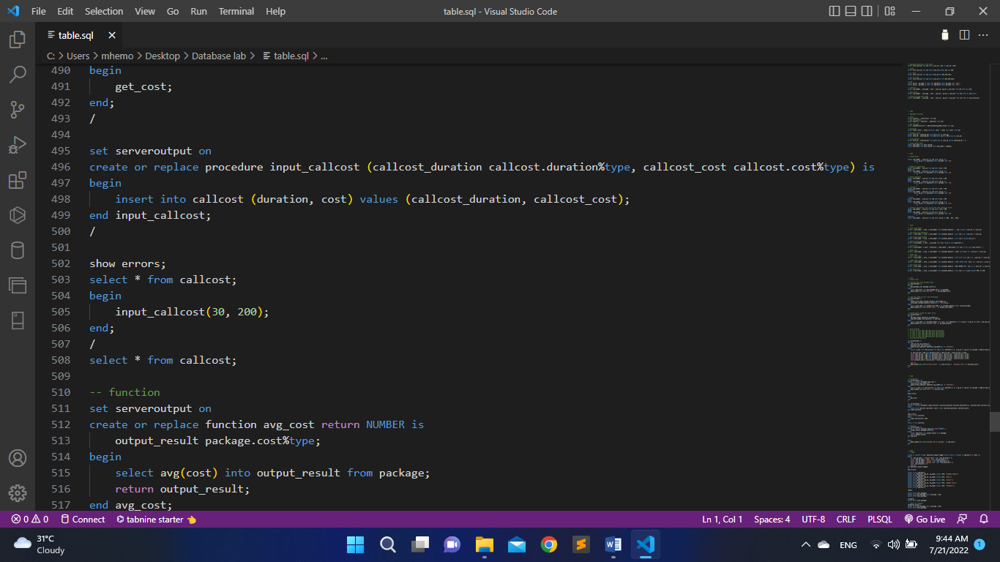 File Edit Selection View Go Run Terminal Help table.sql - Visual Studio Code
table.sql
C: > Users > mhemo > Desktop > Database lab > table.sql > ...
490 begin
491     get_cost;
492 end;
493 /
494
495 set serveroutput on
496 create or replace procedure input_callcost (callcost_duration callcost.duration%type, callcost_cost callcost.cost%type) is
497 begin
498     insert into callcost (duration, cost) values (callcost_duration, callcost_cost);
499 end input_callcost;
500 /
501
502 show errors;
503 select * from callcost;
504 begin
505     input_callcost(30, 200);
506 end;
507 /
508 select * from callcost;
509
510 -- function
511 set serveroutput on
512 create or replace function avg_cost return NUMBER is
513     output_result package.cost%type;
514 begin
515     select avg(cost) into output_result from package;
516     return output_result;
517 end avg_cost;
0 0 Connect tabnine starter Ln 1, Col 1 Spaces: 4 UTF-8 CRLF PLSQL Go Live
31°C
Cloudy
ENG
9:44 AM
7/21/2022
1